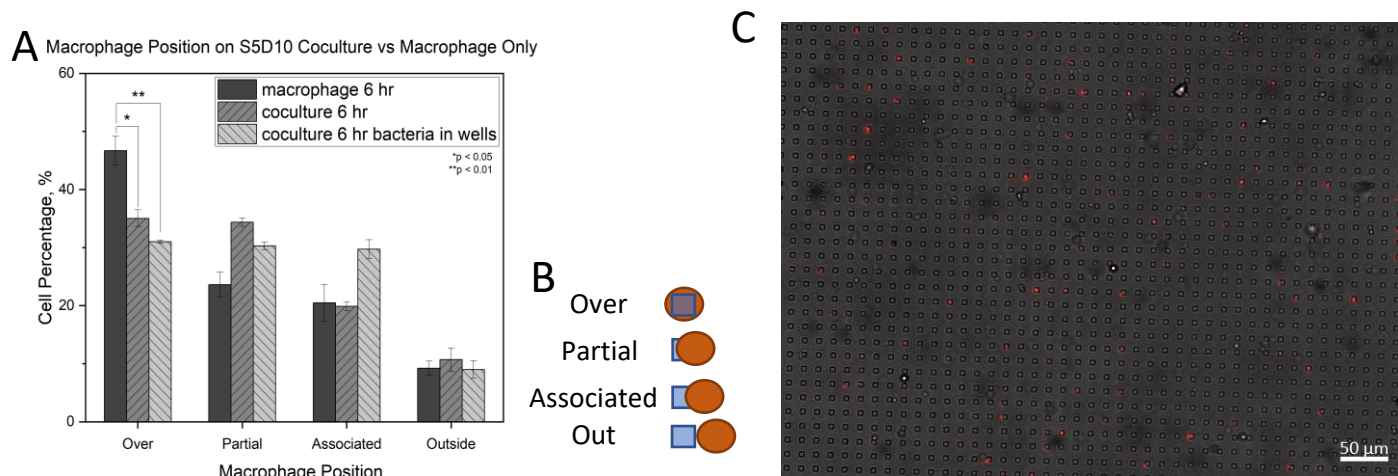 A
Macrophage Position on S5D10 Coculture vs Macrophage Only
60
40
20
0
Cell Percentage, %
macrophage 6 hr
coculture 6 hr
coculture 6 hr bacteria in wells
*p < 0.05
**p < 0.01
**
*
Over
Partial
Associated
Outside
Macrophage Position
B
Over
Partial
Associated
Out
C
50 µm